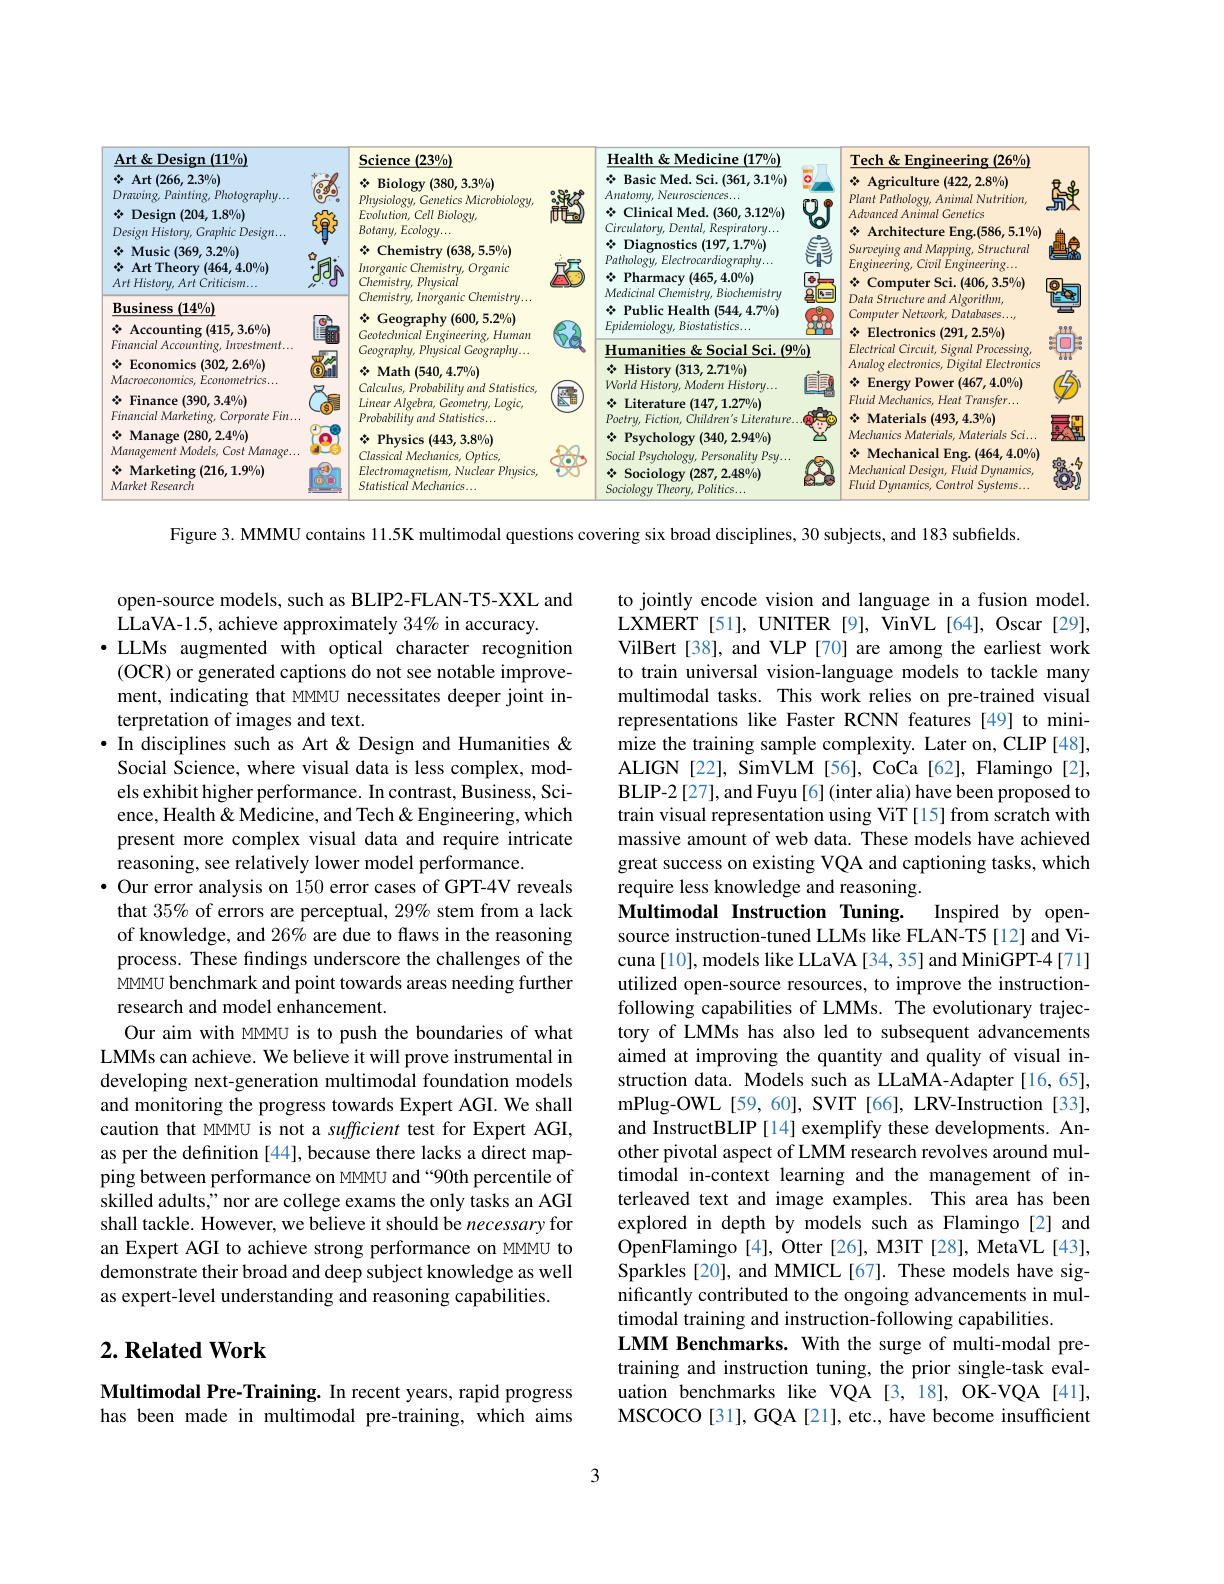 Art & Design (11%)
❖ Art (266, 2.3%)
Drawing, Painting, Photography…
❖ Design (204, 1.8%)
Design History, Graphic Design…
❖ Music (369, 3.2%)
❖ Art Theory (464, 4.0%)
Art History, Art Criticism…
Business (14%)
❖ Accounting (415, 3.6%)
Financial Accounting, Investment…
❖ Economics (302, 2.6%)
Macroeconomics, Econometrics…
❖ Finance (390, 3.4%)
Financial Marketing, Corporate Fin…
❖ Manage (280, 2.4%)
Management Models, Cost Manage…
❖ Marketing (216, 1.9%)
Market Research
Science (23%)
❖ Biology (380, 3.3%)
Physiology, Genetics Microbiology,
Evolution, Cell Biology,
Botany, Ecology…
❖ Chemistry (638, 5.5%)
Inorganic Chemistry, Organic
Chemistry, Physical
Chemistry, Inorganic Chemistry…
❖ Geography (600, 5.2%)
Geotechnical Engineering, Human
Geography, Physical Geography…
❖ Math (540, 4.7%)
Calculus, Probability and Statistics,
Linear Algebra, Geometry, Logic,
Probability and Statistics…
❖ Physics (443, 3.8%)
Classical Mechanics, Optics,
Electromagnetism, Nuclear Physics,
Statistical Mechanics…
Health & Medicine (17%)
❖ Basic Med. Sci. (361, 3.1%)
Anatomy, Neurosciences…
❖ Clinical Med. (360, 3.12%)
Circulatory, Dental, Respiratory…
❖ Diagnostics (197, 1.7%)
Pathology, Electrocardiography…
❖ Pharmacy (465, 4.0%)
Medicinal Chemistry, Biochemistry
❖ Public Health (544, 4.7%)
Epidemiology, Biostatistics…
Humanities & Social Sci. (9%)
❖ History (313, 2.71%)
World History, Modern History…
❖ Literature (147, 1.27%)
Poetry, Fiction, Children's Literature…
❖ Psychology (340, 2.94%)
Social Psychology, Personality Psy…
❖ Sociology (287, 2.48%)
Sociology Theory, Politics…
Tech & Engineering (26%)
❖ Agriculture (422, 2.8%)
Plant Pathology, Animal Nutrition,
Advanced Animal Genetics
❖ Architecture Eng.(586, 5.1%)
Surveying and Mapping, Structural
Engineering, Civil Engineering…
❖ Computer Sci. (406, 3.5%)
Data Structure and Algorithm,
Computer Network, Databases…,
❖ Electronics (291, 2.5%)
Electrical Circuit, Signal Processing,
Analog electronics, Digital Electronics
❖ Energy Power (467, 4.0%)
Fluid Mechanics, Heat Transfer…
❖ Materials (493, 4.3%)
Mechanics Materials, Materials Sci…
❖ Mechanical Eng. (464, 4.0%)
Mechanical Design, Fluid Dynamics,
Fluid Dynamics, Control Systems…
Figure 3. MMMU contains 11.5K multimodal questions covering six broad disciplines, 30 subjects, and 183 subfields.
open-source models, such as BLIP2-FLAN-T5-XXL and
LLaVA-1.5, achieve approximately 34% in accuracy.
• LLMs augmented with optical character recognition
(OCR) or generated captions do not see notable improve-
ment, indicating that MMMU necessitates deeper joint in-
terpretation of images and text.
• In disciplines such as Art & Design and Humanities &
Social Science, where visual data is less complex, mod-
els exhibit higher performance. In contrast, Business, Sci-
ence, Health & Medicine, and Tech & Engineering, which
present more complex visual data and require intricate
reasoning, see relatively lower model performance.
• Our error analysis on 150 error cases of GPT-4V reveals
that 35% of errors are perceptual, 29% stem from a lack
of knowledge, and 26% are due to flaws in the reasoning
process. These findings underscore the challenges of the
MMMU benchmark and point towards areas needing further
research and model enhancement.
Our aim with MMMU is to push the boundaries of what
LMMs can achieve. We believe it will prove instrumental in
developing next-generation multimodal foundation models
and monitoring the progress towards Expert AGI. We shall
caution that MMMU is not a sufficient test for Expert AGI,
as per the definition [44], because there lacks a direct map-
ping between performance on MMMU and “90th percentile of
skilled adults,” nor are college exams the only tasks an AGI
shall tackle. However, we believe it should be necessary for
an Expert AGI to achieve strong performance on MMMU to
demonstrate their broad and deep subject knowledge as well
as expert-level understanding and reasoning capabilities.
2. Related Work
Multimodal Pre-Training. In recent years, rapid progress
has been made in multimodal pre-training, which aims
to jointly encode vision and language in a fusion model.
LXMERT [51], UNITER [9], VinVL [64], Oscar [29],
VilBert [38], and VLP [70] are among the earliest work
to train universal vision-language models to tackle many
multimodal tasks. This work relies on pre-trained visual
representations like Faster RCNN features [49] to mini-
mize the training sample complexity. Later on, CLIP [48],
ALIGN [22], SimVLM [56], CoCa [62], Flamingo [2],
BLIP-2 [27], and Fuyu [6] (inter alia) have been proposed to
train visual representation using ViT [15] from scratch with
massive amount of web data. These models have achieved
great success on existing VQA and captioning tasks, which
require less knowledge and reasoning.
Multimodal Instruction Tuning. Inspired by open-
source instruction-tuned LLMs like FLAN-T5 [12] and Vi-
cuna [10], models like LLaVA [34, 35] and MiniGPT-4 [71]
utilized open-source resources, to improve the instruction-
following capabilities of LMMs. The evolutionary trajec-
tory of LMMs has also led to subsequent advancements
aimed at improving the quantity and quality of visual in-
struction data. Models such as LLaMA-Adapter [16, 65],
mPlug-OWL [59, 60], SVIT [66], LRV-Instruction [33],
and InstructBLIP [14] exemplify these developments. An-
other pivotal aspect of LMM research revolves around mul-
timodal in-context learning and the management of in-
terleaved text and image examples. This area has been
explored in depth by models such as Flamingo [2] and
OpenFlamingo [4], Otter [26], M3IT [28], MetaVL [43],
Sparkles [20], and MMICL [67]. These models have sig-
nificantly contributed to the ongoing advancements in mul-
timodal training and instruction-following capabilities.
LMM Benchmarks. With the surge of multi-modal pre-
training and instruction tuning, the prior single-task eval-
uation benchmarks like VQA [3, 18], OK-VQA [41],
MSCOCO [31], GQA [21], etc., have become insufficient
3